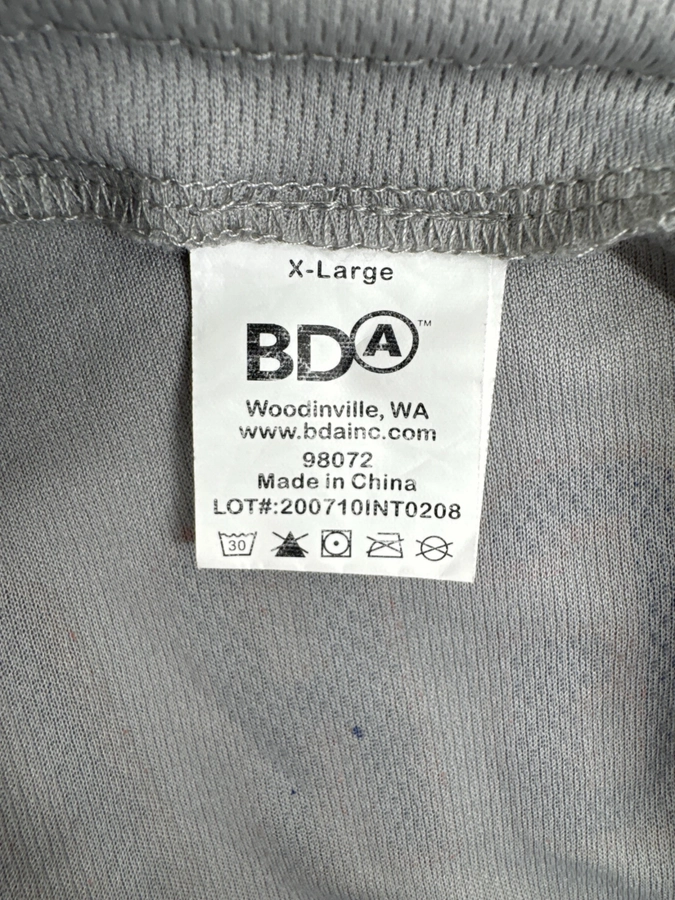 X-Large
BDA™
Woodinville, WA
www.bdainc.com
98072
Made in China
LOT#:200710INT0208
30